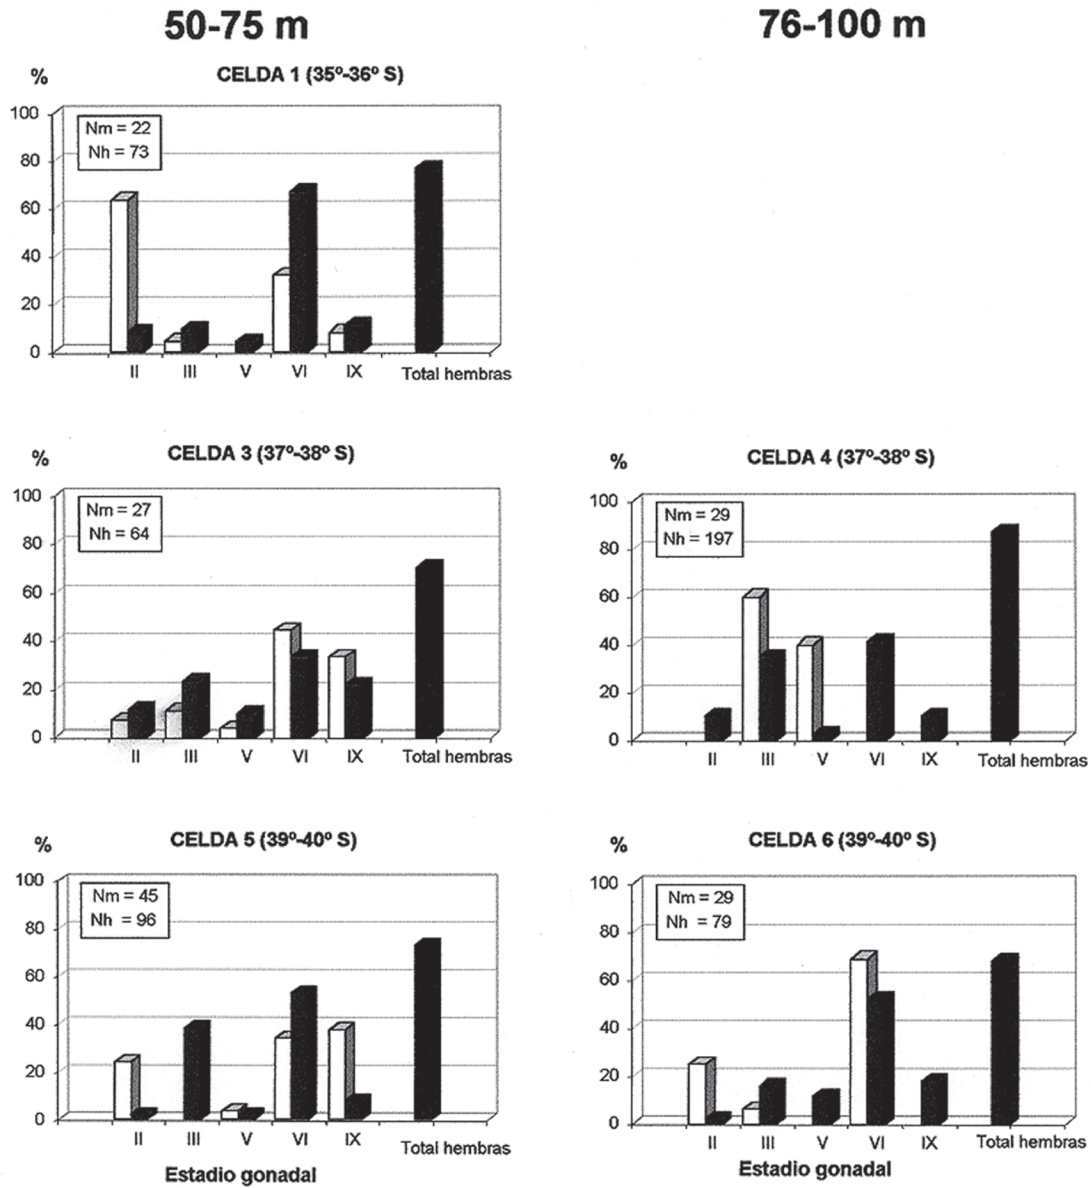 50-75 m
76-100 m
CELDA 1 (35º-36º S)
%
100
80
60
40
20
0
Nm = 22
Nh = 73
II III V VI IX Total hembras
CELDA 3 (37º-38º S)
%
100
80
60
40
20
0
Nm = 27
Nh = 64
II III V VI IX Total hembras
CELDA 4 (37º-38º S)
%
100
80
60
40
20
0
Nm = 29
Nh = 197
II III V VI IX Total hembras
CELDA 5 (39º-40º S)
%
100
80
60
40
20
0
Nm = 45
Nh = 96
II III V VI IX Total hembras
Estadio gonadal
CELDA 6 (39º-40º S)
%
100
80
60
40
20
0
Nm = 29
Nh = 79
II III V VI IX Total hembras
Estadio gonadal